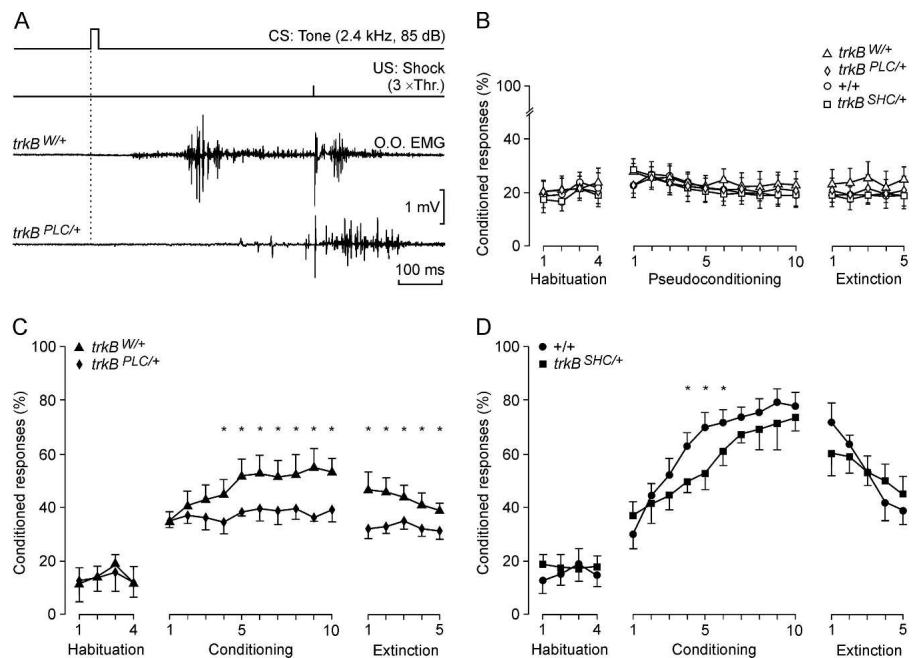 A
CS: Tone (2.4 kHz, 85 dB)
US: Shock
(3 ×Thr.)
trkB W/+
O.O. EMG
1 mV
trkB PLC/+
100 ms
B
Conditioned responses (%)
100
40
20
0
trkB W/+
trkB PLC/+
+/+
trkB SHC/+
1 4 1 5 10 1 5
Habituation Pseudoconditioning Extinction
C
trkB W/+
trkB PLC/+
Conditioned responses (%)
100
80
60
40
20
0
* * * * * * * * * * * *
1 4 1 5 10 1 5
Habituation Conditioning Extinction
D
+/+
trkB SHC/+
Conditioned responses (%)
100
80
60
40
20
0
* * *
1 4 1 5 10 1 5
Habituation Conditioning Extinction